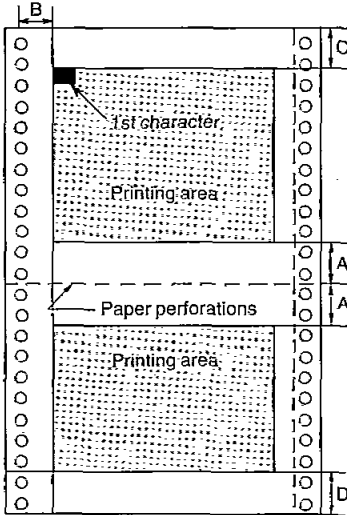 B
C
1st character
Printing area
A
A
Paper perforations
Printing area
D